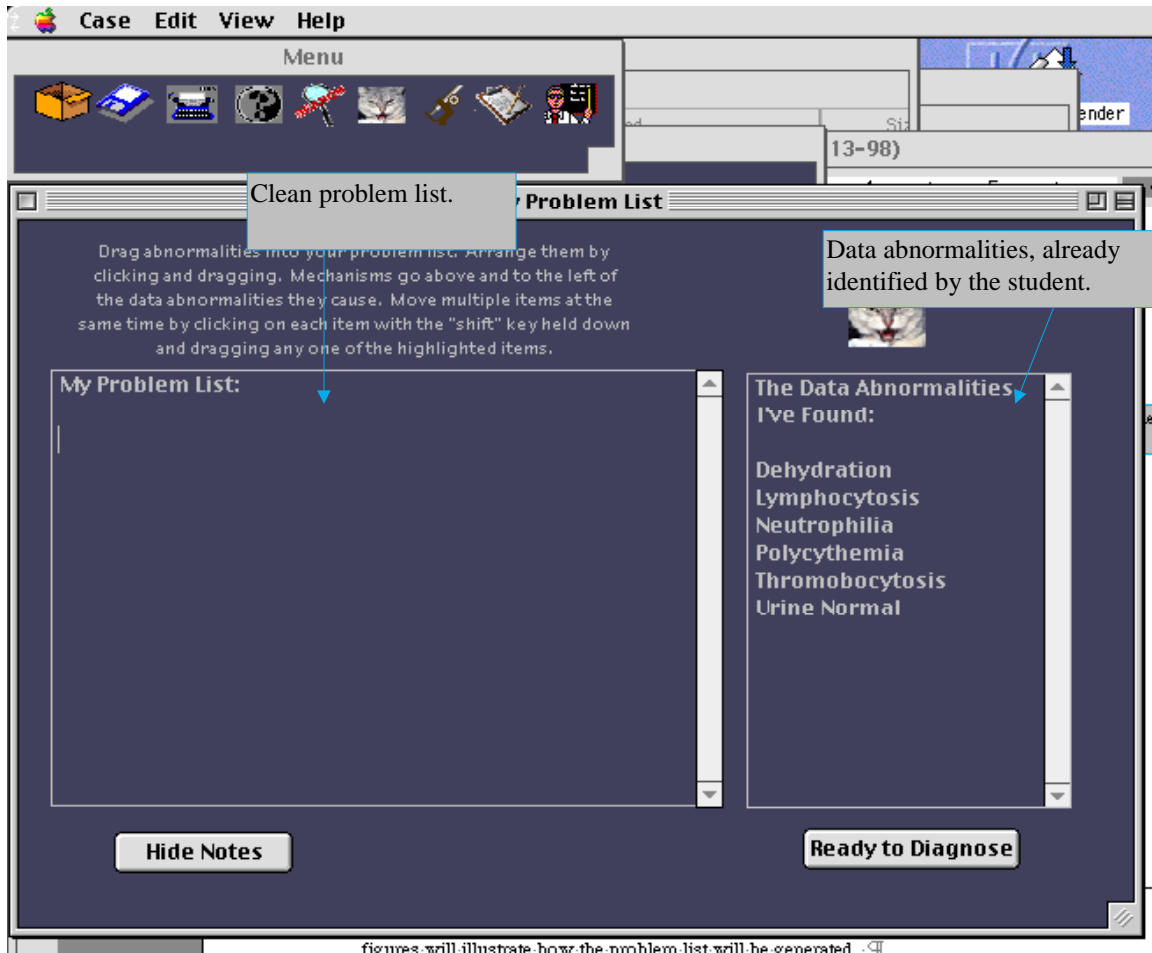 Case Edit View Help
Menu
ender
13-98)
Clean problem list.
Problem List
Data abnormalities, already
identified by the student.
Drag abnormalities into your problem list. Arrange them by
clicking and dragging. Mechanisms go above and to the left of
the data abnormalities they cause. Move multiple items at the
same time by clicking on each item with the "shift" key held down
and dragging any one of the highlighted items.
My Problem List:
The Data Abnormalities
I've Found:
Dehydration
Lymphocytosis
Neutrophilia
Polycythemia
Thromobocytosis
Urine Normal
Hide Notes
Ready to Diagnose
figures will illustrate how the problem list will be generated. ¶